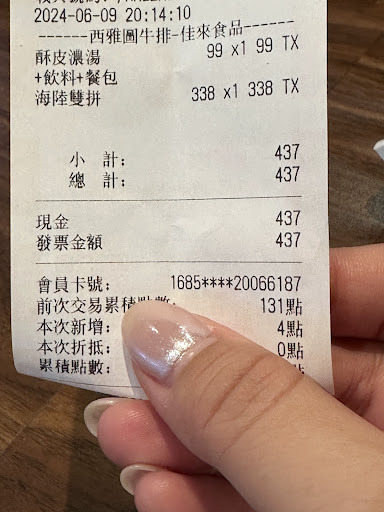 2024-06-09 20:14:10
------西雅圖牛排-佳來食品------
酥皮濃湯 99 x1 99 TX
+飲料+餐包
海陸雙拼 338 x1 338 TX
小 計: 437
總 計: 437
現金 437
發票金額 437
會員卡號: 1685****20066187
前次交易累積點數: 131點
本次新增: 4點
本次折抵: 0點
累積點數: 點